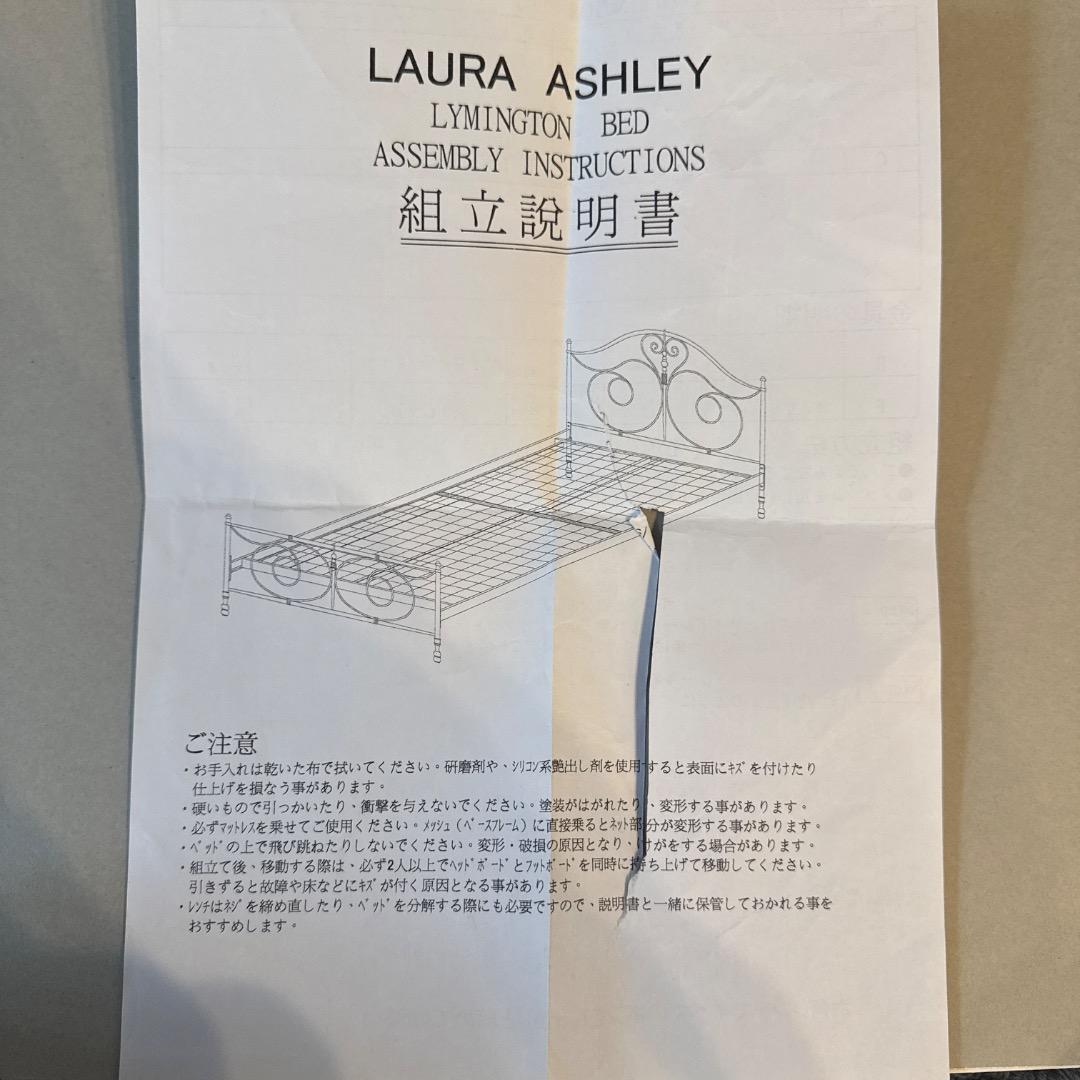 LAURA ASHLEY
LYMINGTON BED
ASSEMBLY INSTRUCTIONS
組立説明書
ご注意
・お手入れは乾いた布で拭いてください。研磨剤や、ｼﾘｺﾝ系艶出し剤を使用すると表面にｷｽﾞを付けたり
仕上げを損なう事があります。
・硬いもので引っかいたり、衝撃を与えないでください。塗装がはがれたり、変形する事があります。
・必ずﾏｯﾄﾚｽを乗せてご使用ください。ﾒｯｼｭ（ﾍﾞｰｽﾌﾚｰﾑ）に直接乗るとﾈｯﾄ部分が変形する事があります。
・ﾍﾞｯﾄﾞの上で飛び跳ねたりしないでください。変形・破損の原因となり、けがをする場合があります。
・組立て後、移動する際は、必ず2人以上でﾍｯﾄﾞﾎﾞｰﾄﾞとﾌｯﾄﾎﾞｰﾄﾞを同時に持ち上げて移動してください。
引きずると故障や床などにｷｽﾞが付く原因となる事があります。
・ﾚﾝﾁはﾈｼﾞを締め直したり、ﾍﾞｯﾄﾞを分解する際にも必要ですので、説明書と一緒に保管しておかれる事を
おすすめします。